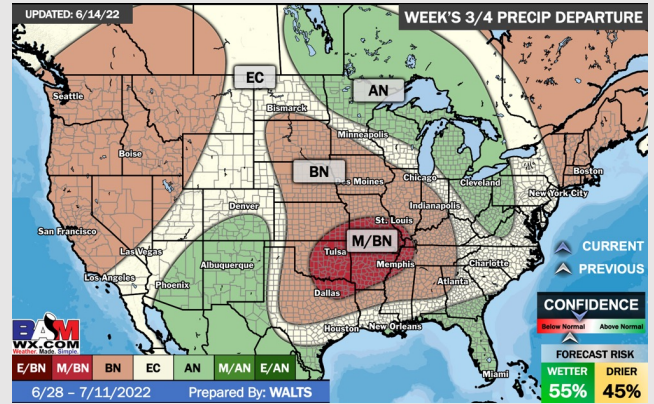 UPDATED: 6/14/22
WEEK'S 3/4 PRECIP DEPARTURE
EC
AN
Seattle
Bismarck
Minneapolis
Boise
BN
Des Moines
Chicago
Cleveland
Boston
New York City
Denver
Indianapolis
San Francisco
St. Louis
M/BN
Las Vegas
Tulsa
CURRENT
Los Angeles
Albuquerque
Memphis
Charlotte
PREVIOUS
Phoenix
Dallas
Atlanta
CONFIDENCE
Houston
New Orleans
Below Normal
Above Normal
BAM
WX.COM
Weather. Made. Simple.
FORECAST RISK
E/BN M/BN BN EC AN M/AN E/AN
Miami
WETTER
DRIER
55%
45%
6/28 - 7/11/2022
Prepared By: WALTS